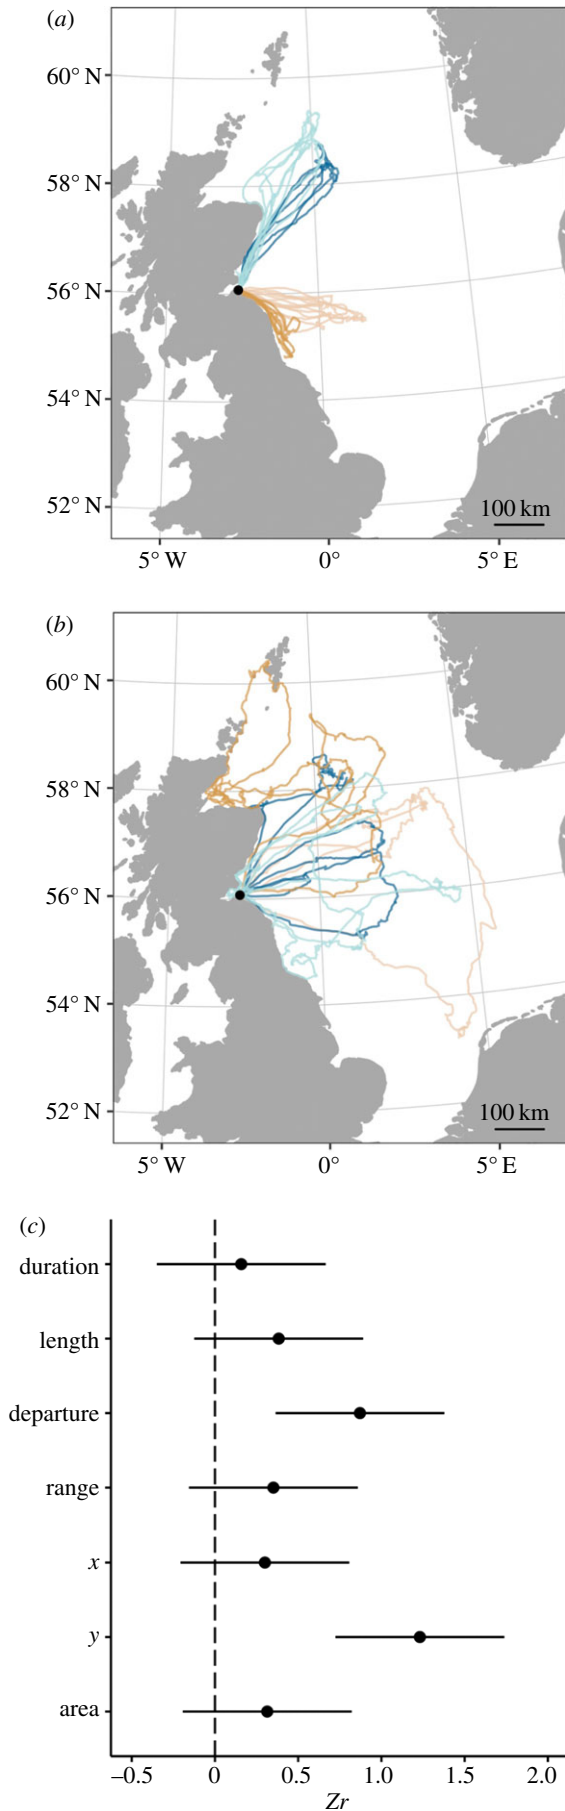 (a)
60° N
58° N
56° N
54° N
52° N
100 km
5° W
0°
5° E
(b)
60° N
58° N
56° N
54° N
52° N
100 km
5° W
0°
5° E
(c)
duration
length
departure
range
x
y
area
–0.5
0
0.5
1.0
1.5
2.0
Zr